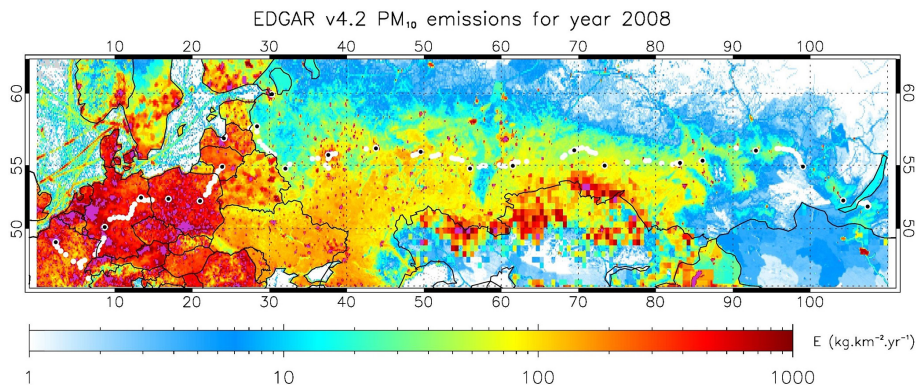 EDGAR v4.2 PM₁₀ emissions for year 2008
10 20 30 40 50 60 70 80 90 100
60 60
55 55
50 50
10 20 30 40 50 60 70 80 90 100
E (kg.km⁻².yr⁻¹)
1 10 100 1000